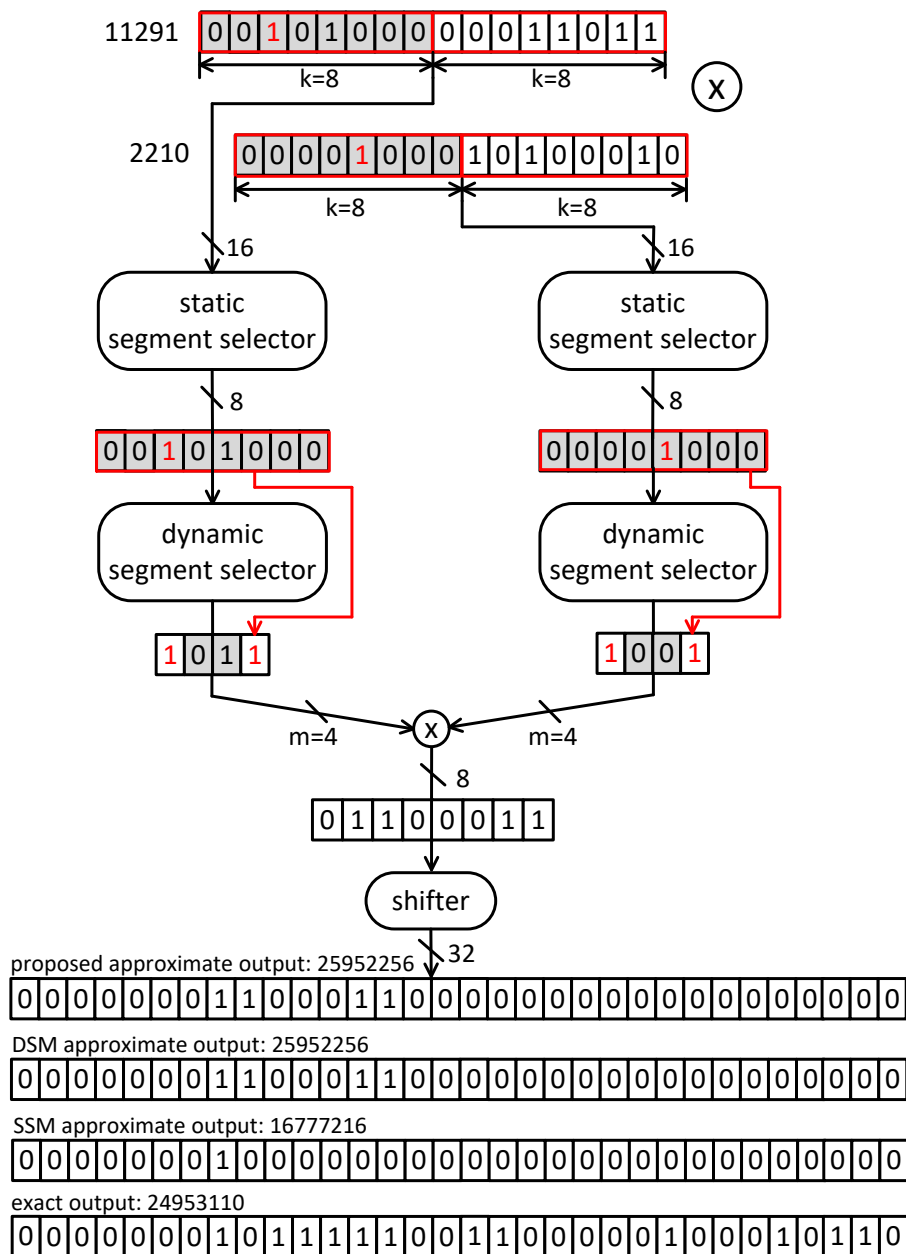 11291 0 0 1 0 1 0 0 0 0 0 0 1 1 0 1 1
k=8 k=8
x
2210 0 0 0 0 1 0 0 0 1 0 1 0 0 0 1 0
k=8 k=8
16 16
static static
segment selector segment selector
8 8
0 0 1 0 1 0 0 0 0 0 0 0 1 0 0 0
dynamic dynamic
segment selector segment selector
1 0 1 1 1 0 0 1
m=4 x m=4
8
0 1 1 0 0 0 1 1
shifter
32
proposed approximate output: 25952256
0 0 0 0 0 0 0 1 1 0 0 0 1 1 0 0 0 0 0 0 0 0 0 0 0 0 0 0 0 0 0 0
DSM approximate output: 25952256
0 0 0 0 0 0 0 1 1 0 0 0 1 1 0 0 0 0 0 0 0 0 0 0 0 0 0 0 0 0 0 0
SSM approximate output: 16777216
0 0 0 0 0 0 0 1 0 0 0 0 0 0 0 0 0 0 0 0 0 0 0 0 0 0 0 0 0 0 0 0
exact output: 24953110
0 0 0 0 0 0 0 1 0 1 1 1 1 1 0 0 1 1 0 0 0 0 0 1 0 0 0 1 0 1 1 0